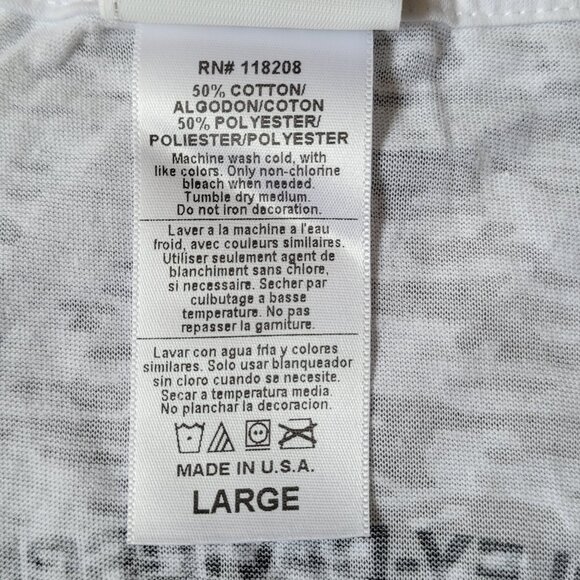 RN# 118208
50% COTTON/
ALGODON/COTON
50% POLYESTER/
POLIESTER/POLYESTER
Machine wash cold, with
like colors. Only non-chlorine
bleach when needed.
Tumble dry medium.
Do not iron decoration.
Laver a la machine a l'eau
froid, avec couleurs similaires.
Utiliser seulement agent de
blanchiment sans chlore,
si necessaire. Secher par
culbutage a basse
temperature. No pas
repasser la garniture.
Lavar con agua fria y colores
similares. Solo usar blanqueador
sin cloro cuando se necesite.
Secar a temperatura media.
No planchar la decoracion.
MADE IN U.S.A.
LARGE